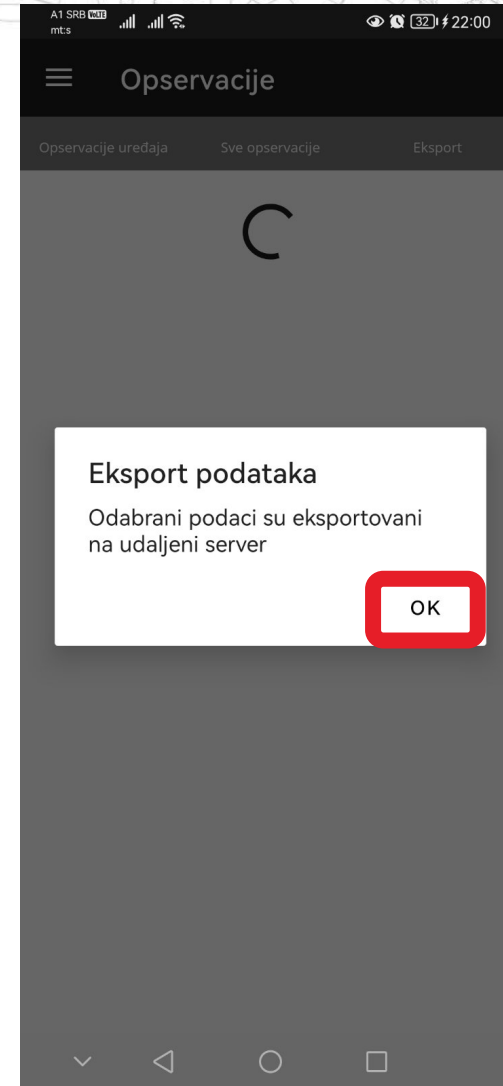 A1 SRB VoLTE
mt:s
32 22:00
Opservacije
Opservacije uređaja Sve opservacije Eksport
Eksport podataka
Odabrani podaci su eksportovani
na udaljeni server
OK